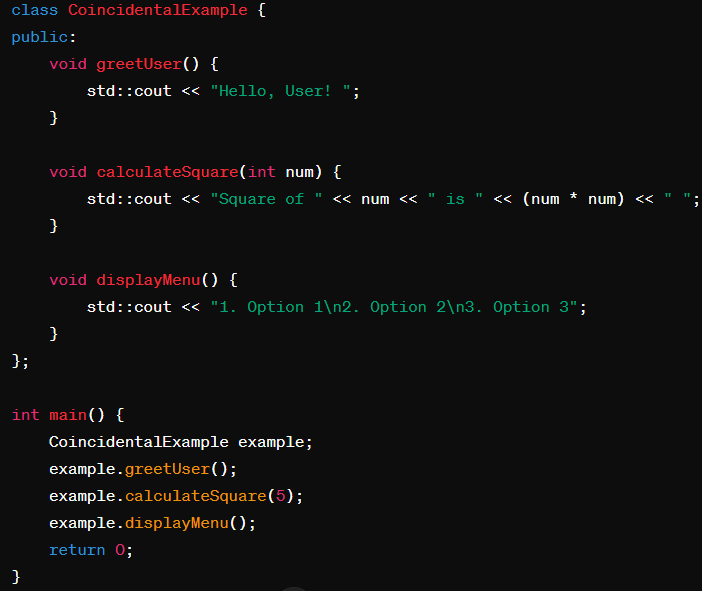 class CoincidentalExample {
public:
    void greetUser() {
        std::cout << "Hello, User! ";
    }

    void calculateSquare(int num) {
        std::cout << "Square of " << num << " is " << (num * num) << " ";
    }

    void displayMenu() {
        std::cout << "1. Option 1\n2. Option 2\n3. Option 3";
    }
};

int main() {
    CoincidentalExample example;
    example.greetUser();
    example.calculateSquare(5);
    example.displayMenu();
    return 0;
}